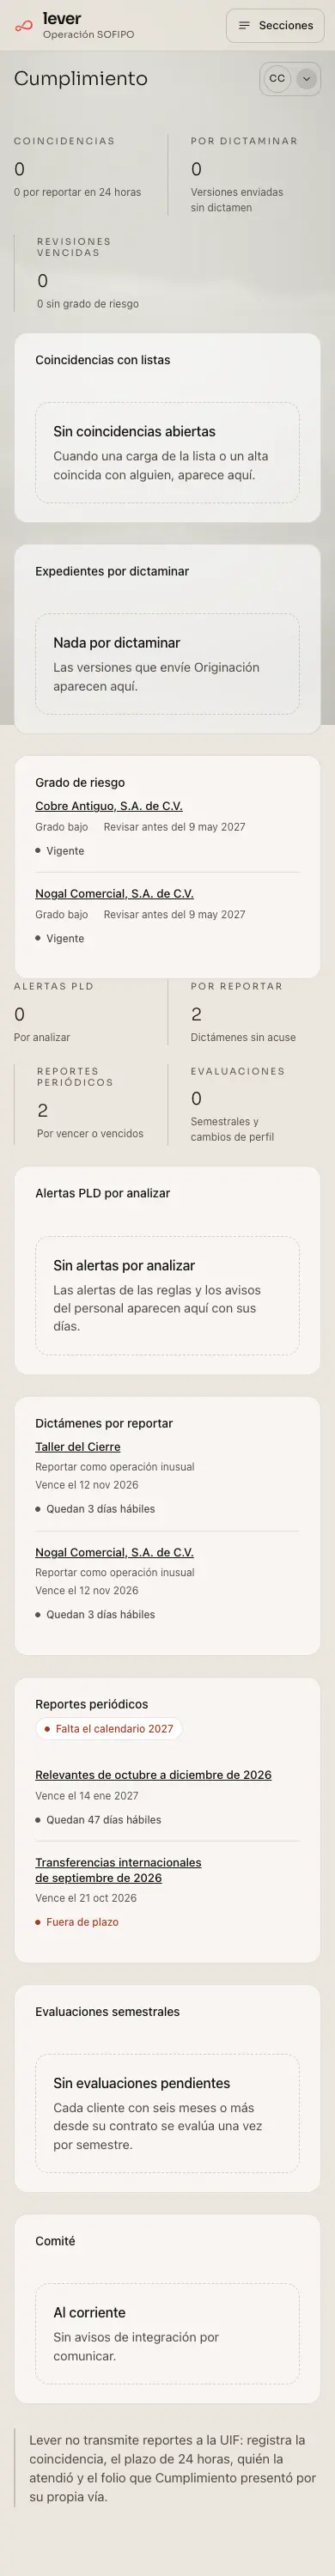 lever
Operación SOFIPO
Secciones
Cumplimiento
CC
COINCIDENCIAS
0
0 por reportar en 24 horas
POR DICTAMINAR
0
Versiones enviadas
sin dictamen
REVISIONES
VENCIDAS
0
0 sin grado de riesgo
Coincidencias con listas
Sin coincidencias abiertas
Cuando una carga de la lista o un alta
coincida con alguien, aparece aquí.
Expedientes por dictaminar
Nada por dictaminar
Las versiones que envíe Originación
aparecen aquí.
Grado de riesgo
Cobre Antiguo, S.A. de C.V.
Grado bajo Revisar antes del 9 may 2027
Vigente
Nogal Comercial, S.A. de C.V.
Grado bajo Revisar antes del 9 may 2027
Vigente
ALERTAS PLD
0
Por analizar
POR REPORTAR
2
Dictámenes sin acuse
REPORTES
PERIÓDICOS
2
Por vencer o vencidos
EVALUACIONES
0
Semestrales y
cambios de perfil
Alertas PLD por analizar
Sin alertas por analizar
Las alertas de las reglas y los avisos
del personal aparecen aquí con sus
días.
Dictámenes por reportar
Taller del Cierre
Reportar como operación inusual
Vence el 12 nov 2026
Quedan 3 días hábiles
Nogal Comercial, S.A. de C.V.
Reportar como operación inusual
Vence el 12 nov 2026
Quedan 3 días hábiles
Reportes periódicos
Falta el calendario 2027
Relevantes de octubre a diciembre de 2026
Vence el 14 ene 2027
Quedan 47 días hábiles
Transferencias internacionales
de septiembre de 2026
Vence el 21 oct 2026
Fuera de plazo
Evaluaciones semestrales
Sin evaluaciones pendientes
Cada cliente con seis meses o más
desde su contrato se evalúa una vez
por semestre.
Comité
Al corriente
Sin avisos de integración por
comunicar.
Lever no transmite reportes a la UIF: registra la
coincidencia, el plazo de 24 horas, quién la
atendió y el folio que Cumplimiento presentó por
su propia vía.